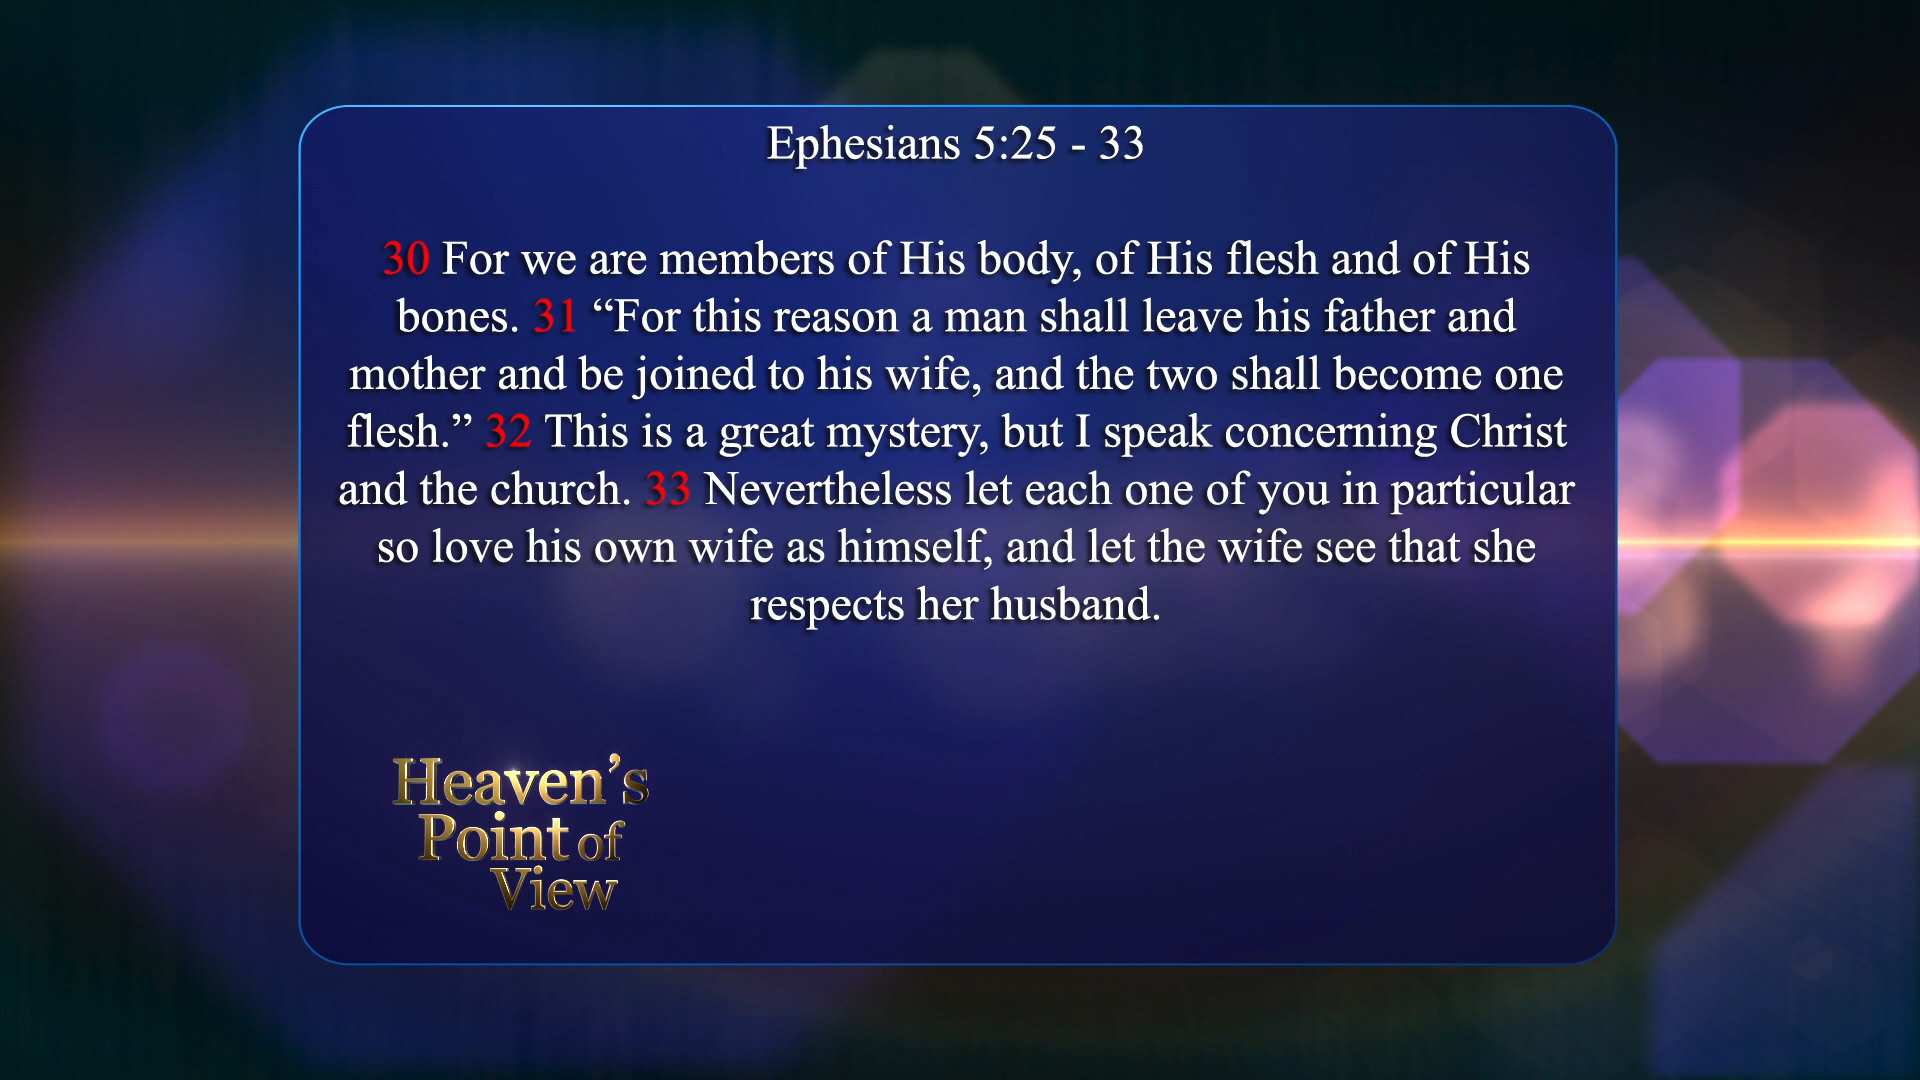 Ephesians 5:25 - 33
30 For we are members of His body, of His flesh and of His
bones. 31 “For this reason a man shall leave his father and
mother and be joined to his wife, and the two shall become one
flesh.” 32 This is a great mystery, but I speak concerning Christ
and the church. 33 Nevertheless let each one of you in particular
so love his own wife as himself, and let the wife see that she
respects her husband.
Heaven’s
Point of
View